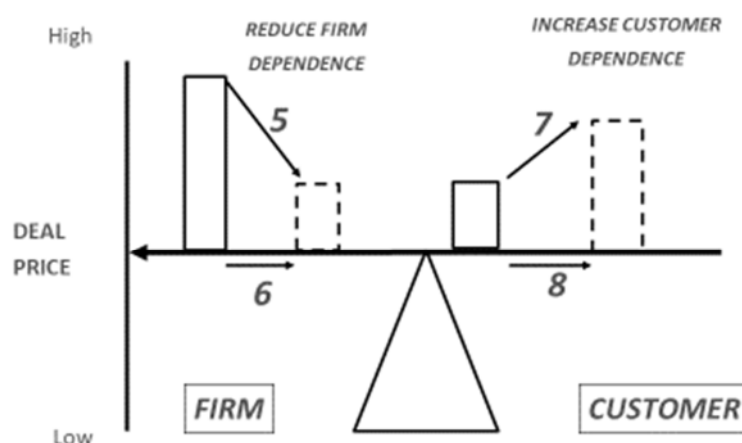 High
REDUCE FIRM
DEPENDENCE
INCREASE CUSTOMER
DEPENDENCE
5
7
DEAL
PRICE
6
8
FIRM
CUSTOMER
Low